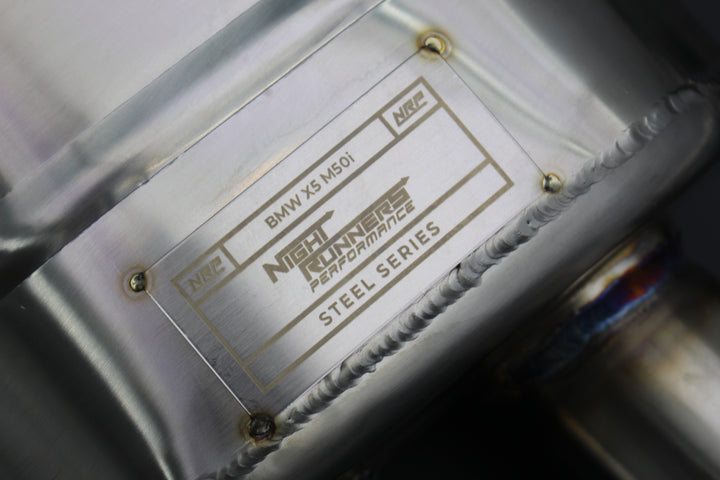 NRC
BMW X5 M50i
NRC
NIGHT
RUNNERS
PERFORMANCE
STEEL SERIES